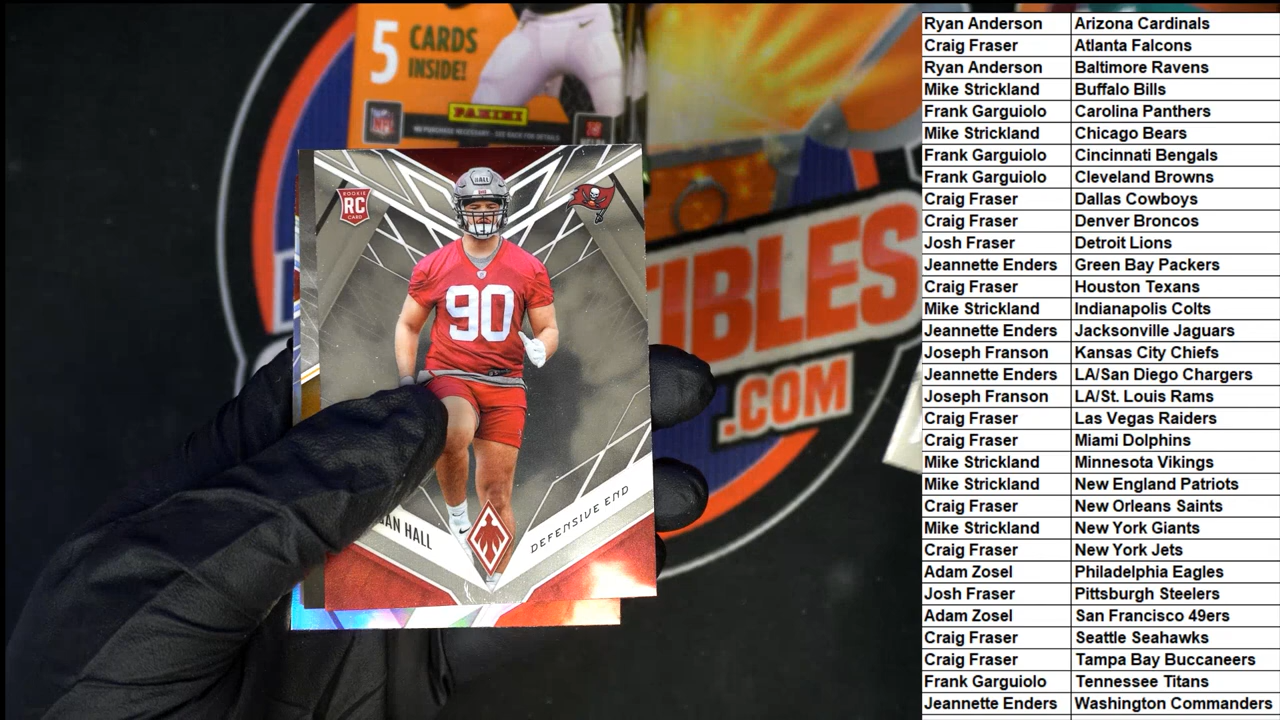 5 CARDS
INSIDE!
PANINI
NFL
NO PURCHASE NECESSARY - SEE BACK FOR DETAILS
ROOKIE
RC
CARD
HALL
90
AN HALL
DEFENSIVE END
TIBLES
.COM
Ryan Anderson Arizona Cardinals
Craig Fraser Atlanta Falcons
Ryan Anderson Baltimore Ravens
Mike Strickland Buffalo Bills
Frank Garguiolo Carolina Panthers
Mike Strickland Chicago Bears
Frank Garguiolo Cincinnati Bengals
Frank Garguiolo Cleveland Browns
Craig Fraser Dallas Cowboys
Craig Fraser Denver Broncos
Josh Fraser Detroit Lions
Jeannette Enders Green Bay Packers
Craig Fraser Houston Texans
Mike Strickland Indianapolis Colts
Jeannette Enders Jacksonville Jaguars
Joseph Franson Kansas City Chiefs
Jeannette Enders LA/San Diego Chargers
Joseph Franson LA/St. Louis Rams
Craig Fraser Las Vegas Raiders
Craig Fraser Miami Dolphins
Mike Strickland Minnesota Vikings
Mike Strickland New England Patriots
Craig Fraser New Orleans Saints
Mike Strickland New York Giants
Craig Fraser New York Jets
Adam Zosel Philadelphia Eagles
Josh Fraser Pittsburgh Steelers
Adam Zosel San Francisco 49ers
Craig Fraser Seattle Seahawks
Craig Fraser Tampa Bay Buccaneers
Frank Garguiolo Tennessee Titans
Jeannette Enders Washington Commanders